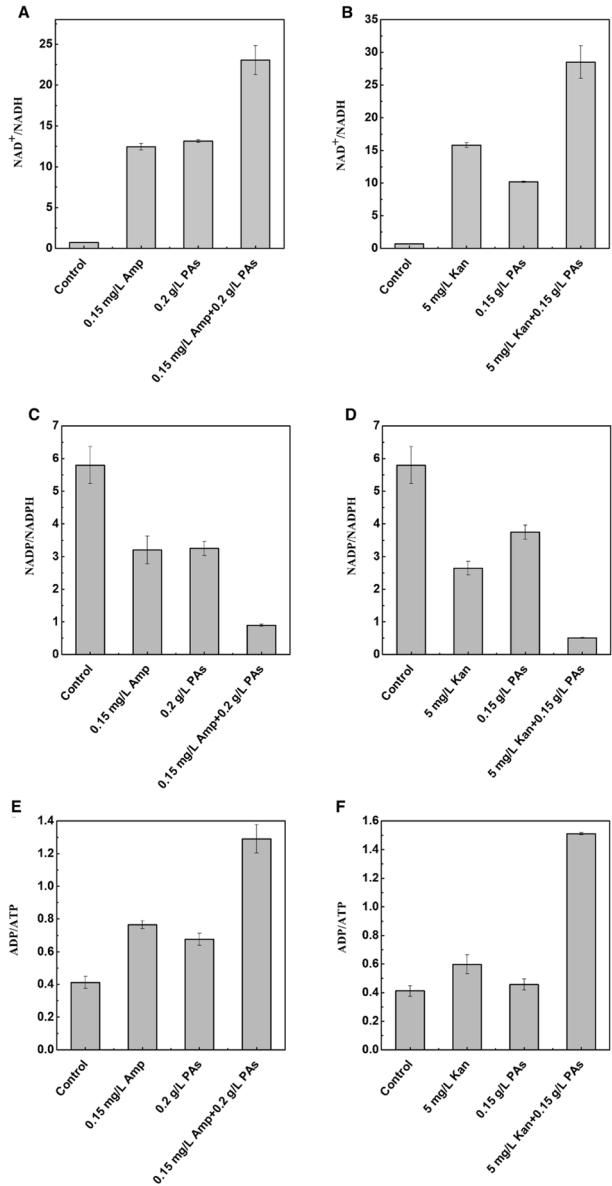 A
NAD+/NADH
25
20
15
10
5
0
Control
0.15 mg/L Amp
0.2 g/L PAs
0.15 mg/L Amp+0.2 g/L PAs
B
NAD+/NADH
35
30
25
20
15
10
5
0
Control
5 mg/L Kan
0.15 g/L PAs
5 mg/L Kan+0.15 g/L PAs
C
NADP/NADPH
7
6
5
4
3
2
1
0
Control
0.15 mg/L Amp
0.2 g/L PAs
0.15 mg/L Amp+0.2 g/L PAs
D
NADP/NADPH
7
6
5
4
3
2
1
0
Control
5 mg/L Kan
0.15 g/L PAs
5 mg/L Kan+0.15 g/L PAs
E
ADP/ATP
1.4
1.2
1.0
0.8
0.6
0.4
0.2
0.0
Control
0.15 mg/L Amp
0.2 g/L PAs
0.15 mg/L Amp+0.2 g/L PAs
F
ADP/ATP
1.6
1.4
1.2
1.0
0.8
0.6
0.4
0.2
0.0
Control
5 mg/L Kan
0.15 g/L PAs
5 mg/L Kan+0.15 g/L PAs